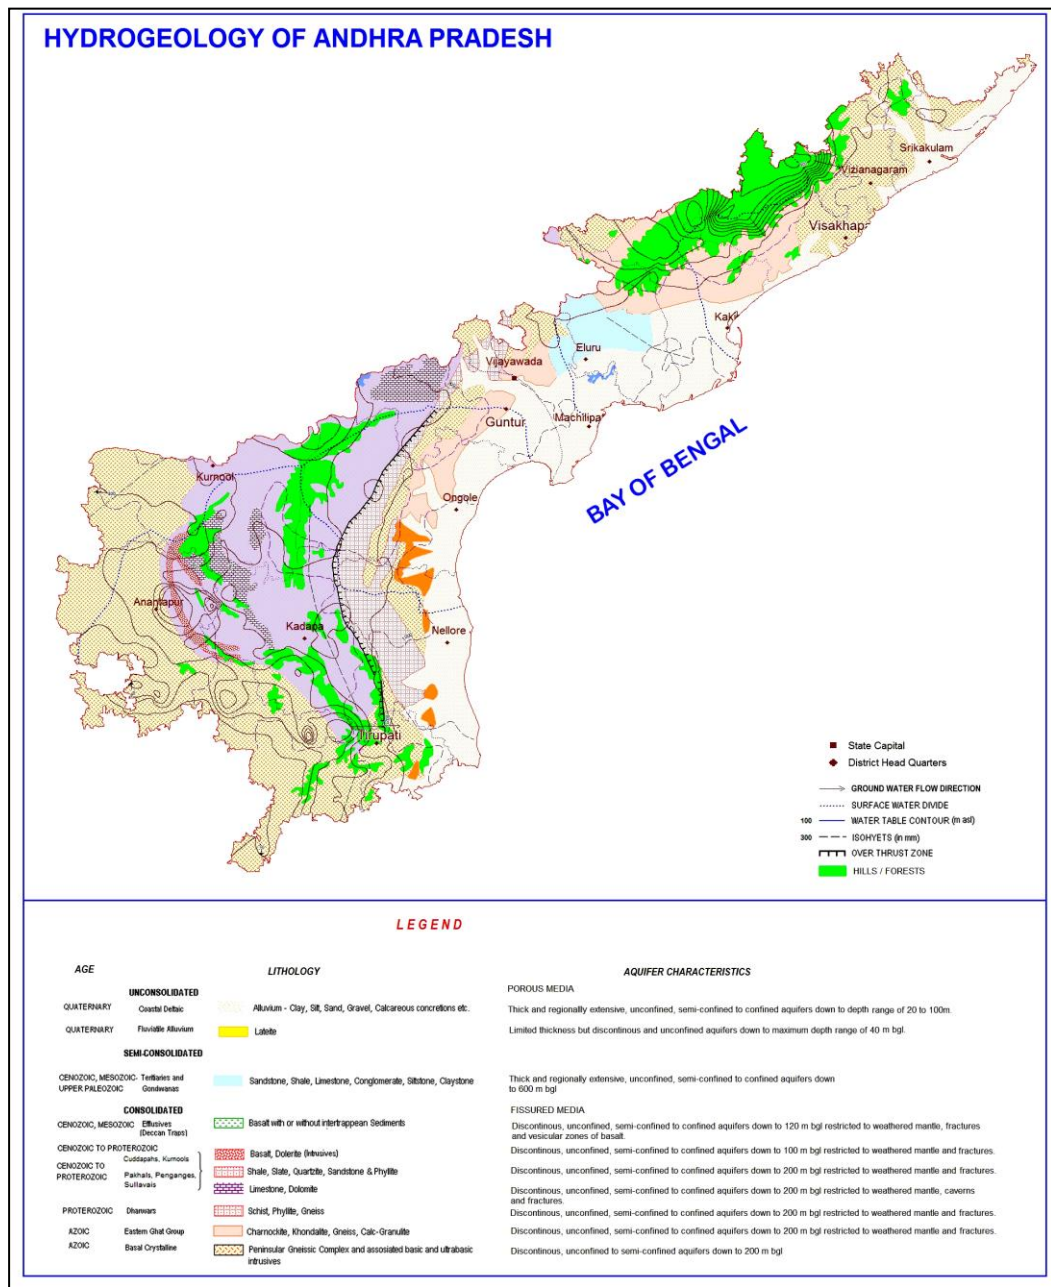 HYDROGEOLOGY OF ANDHRA PRADESH
Srikakulam
Vizianagaram
Visakhapa
Kaki
Eluru
Vijayawada
Machilipa
Guntur
BAY OF BENGAL
Kurnool
Ongole
Anantapur
Kadapa
Nellore
Tirupati
State Capital
District Head Quarters
GROUND WATER FLOW DIRECTION
SURFACE WATER DIVIDE
100 WATER TABLE CONTOUR (m asl)
300 ISOHYETS (in mm)
OVER THRUST ZONE
HILLS / FORESTS
LEGEND
AGE LITHOLOGY AQUIFER CHARACTERISTICS
UNCONSOLIDATED POROUS MEDIA
QUATERNARY Coastal Deltaic Alluvium - Clay, Silt, Sand, Gravel, Calcareous concretions etc. Thick and regionally extensive, unconfined, semi-confined to confined aquifers down to depth range of 20 to 100m.
QUATERNARY Fluviatile Alluvium Lateite Limited thickness but discontinous and unconfined aquifers down to maximum depth range of 40 m bgl.
SEMI-CONSOLIDATED
CENOZOIC, MESOZOIC- Tertiaries and Sandstone, Shale, Limestone, Conglomerate, Siltstone, Claystone Thick and regionally extensive, unconfined, semi-confined to confined aquifers down
UPPER PALEOZOIC Gondwanas to 600 m bgl
CONSOLIDATED FISSURED MEDIA
CENOZOIC, MESOZOIC Effusives Basalt with or without intertrappean Sediments Discontinous, unconfined, semi-confined to confined aquifers down to 120 m bgl restricted to weathered mantle, fractures
(Deccan Traps) and vesicular zones of basalt.
CENOZOIC TO PROTEROZOIC
Cuddapahs, Kurnools Basalt, Dolerite (Intrusives) Discontinous, unconfined, semi-confined to confined aquifers down to 100 m bgl restricted to weathered mantle and fractures.
CENOZOIC TO
PROTEROZOIC Pakhals, Penganges, Shale, Slate, Quartzite, Sandstone & Phyllite Discontinous, unconfined, semi-confined to confined aquifers down to 200 m bgl restricted to weathered mantle and fractures.
Sullavais Limestone, Dolomite Discontinous, unconfined, semi-confined to confined aquifers down to 200 m bgl restricted to weathered mantle, caverns
and fractures.
PROTEROZOIC Dharwars Schist, Phyllite, Gneiss Discontinous, unconfined, semi-confined to confined aquifers down to 200 m bgl restricted to weathered mantle and fractures.
AZOIC Eastern Ghat Group Charnockite, Khondalite, Gneiss, Calc-Granulite Discontinous, unconfined, semi-confined to confined aquifers down to 200 m bgl restricted to weathered mantle and fractures.
AZOIC Basal Crystalline Peninsular Gneissic Complex and assosiated basic and ultrabasic Discontinous, unconfined to semi-confined aquifers down to 200 m bgl
intrusives